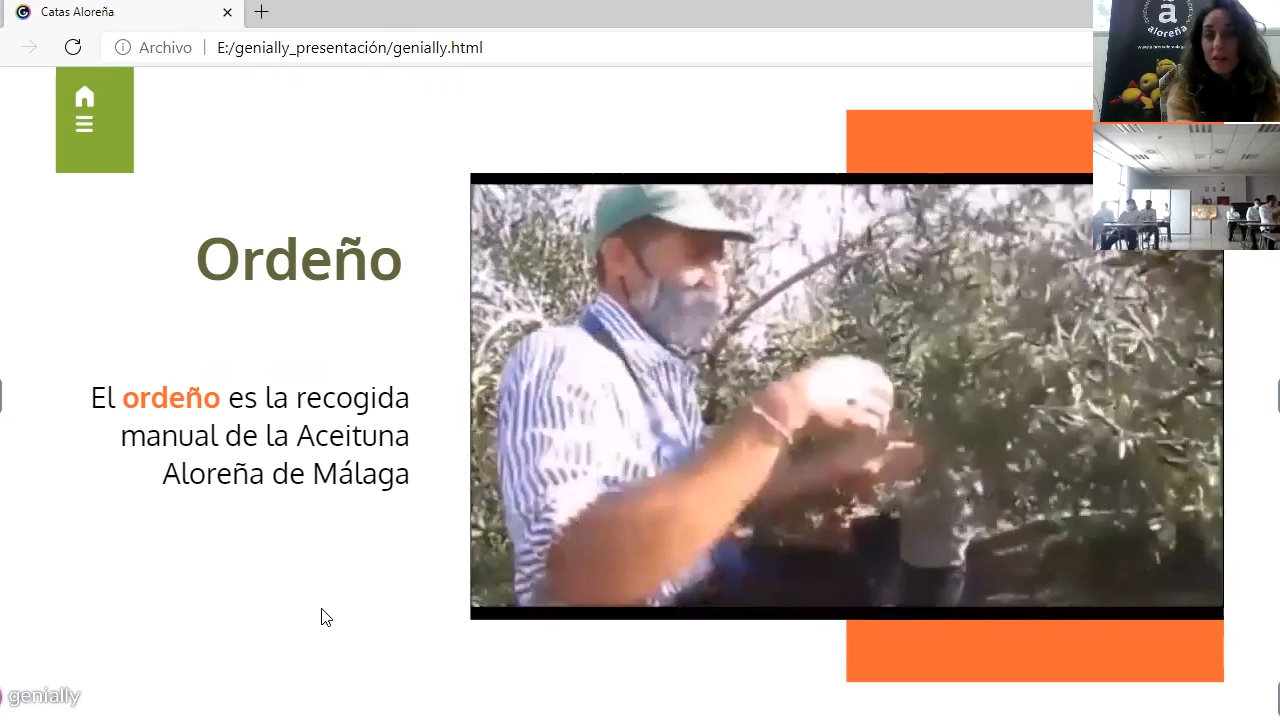 Catas Aloreña
Archivo
E:/genially_presentación/genially.html
a
aloreña
Ordeño
El ordeño es la recogida
manual de la Aceituna
Aloreña de Málaga
genially